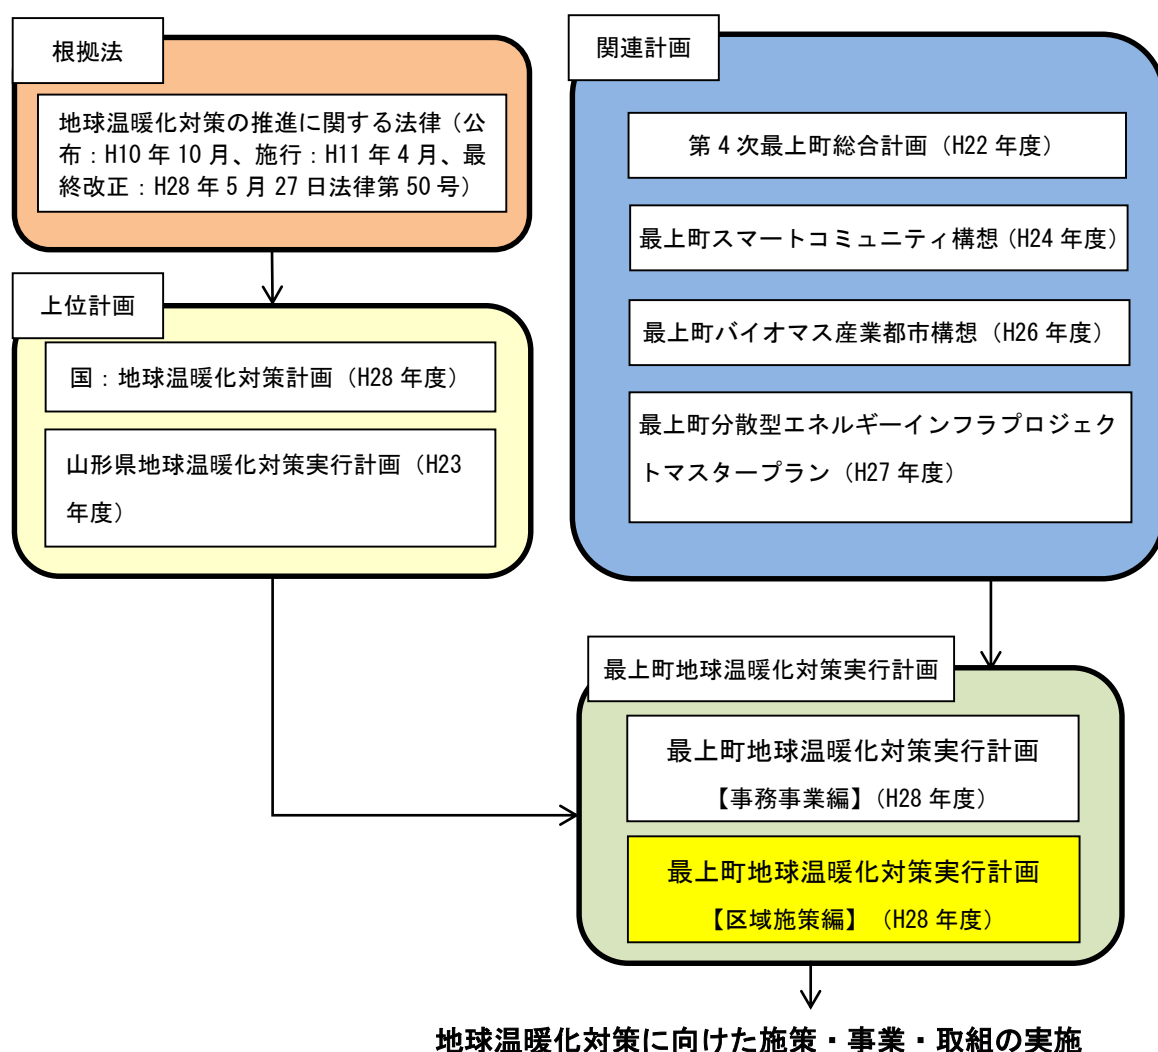 根拠法
地球温暖化対策の推進に関する法律（公
布：H10 年 10 月、施行：H11 年 4 月、最
終改正：H28 年 5 月 27 日法律第 50 号）
上位計画
国：地球温暖化対策計画（H28 年度）
山形県地球温暖化対策実行計画（H23
年度）
関連計画
第 4 次最上町総合計画（H22 年度）
最上町スマートコミュニティ構想（H24 年度）
最上町バイオマス産業都市構想（H26 年度）
最上町分散型エネルギーインフラプロジェク
トマスタープラン（H27 年度）
最上町地球温暖化対策実行計画
最上町地球温暖化対策実行計画
【事務事業編】（H28 年度）
最上町地球温暖化対策実行計画
【区域施策編】（H28 年度）
地球温暖化対策に向けた施策・事業・取組の実施